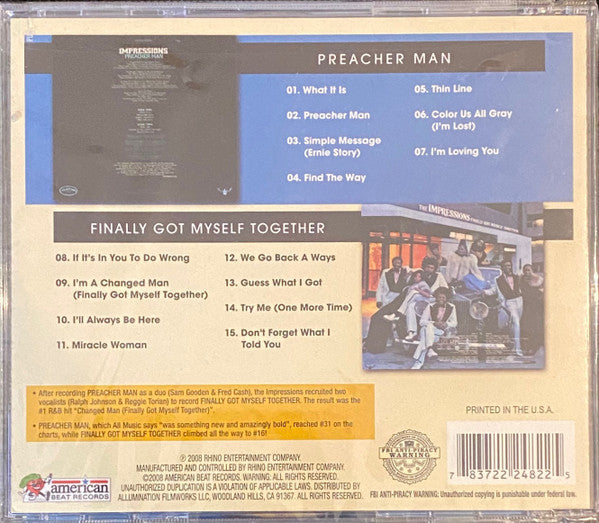 IMPRESSIONS
PREACHER MAN
PREACHER MAN
01. What It Is
02. Preacher Man
03. Simple Message
(Ernie Story)
04. Find The Way
05. Thin Line
06. Color Us All Gray
(I'm Lost)
07. I'm Loving You
FINALLY GOT MYSELF TOGETHER
THE IMPRESSIONS FINALLY GOT MYSELF TOGETHER
08. If It's In You To Do Wrong
09. I'm A Changed Man
(Finally Got Myself Together)
10. I'll Always Be Here
11. Miracle Woman
12. We Go Back A Ways
13. Guess What I Got
14. Try Me (One More Time)
15. Don't Forget What I
Told You
• After recording PREACHER MAN as a duo (Sam Gooden & Fred Cash), the Impressions recruited two
vocalists (Ralph Johnson & Reggie Torian) to record FINALLY GOT MYSELF TOGETHER. The result was the
#1 R&B hit "Changed Man (Finally Got Myself Together)".
• PREACHER MAN, which All Music says "was something new and amazingly bold", reached #31 on the
charts, while FINALLY GOT MYSELF TOGETHER climbed all the way to #16!
PRINTED IN THE U.S.A.
american
BEAT RECORDS
℗ 2008 RHINO ENTERTAINMENT COMPANY.
MANUFACTURED AND CONTROLLED BY RHINO ENTERTAINMENT COMPANY.
©2008 AMERICAN BEAT RECORDS. WARNING: ALL RIGHTS RESERVED.
UNAUTHORIZED DUPLICATION IS A VIOLATION OF APPLICABLE LAWS. DISTRIBUTED BY
ALLUMINATION FILMWORKS LLC, WOODLAND HILLS, CA 91367. ALL RIGHTS RESERVED.
FBI ANTI-PIRACY
WARNING
7 83722 24822 5
FBI ANTI-PIRACY WARNING: Unauthorized copying is punishable under federal law.